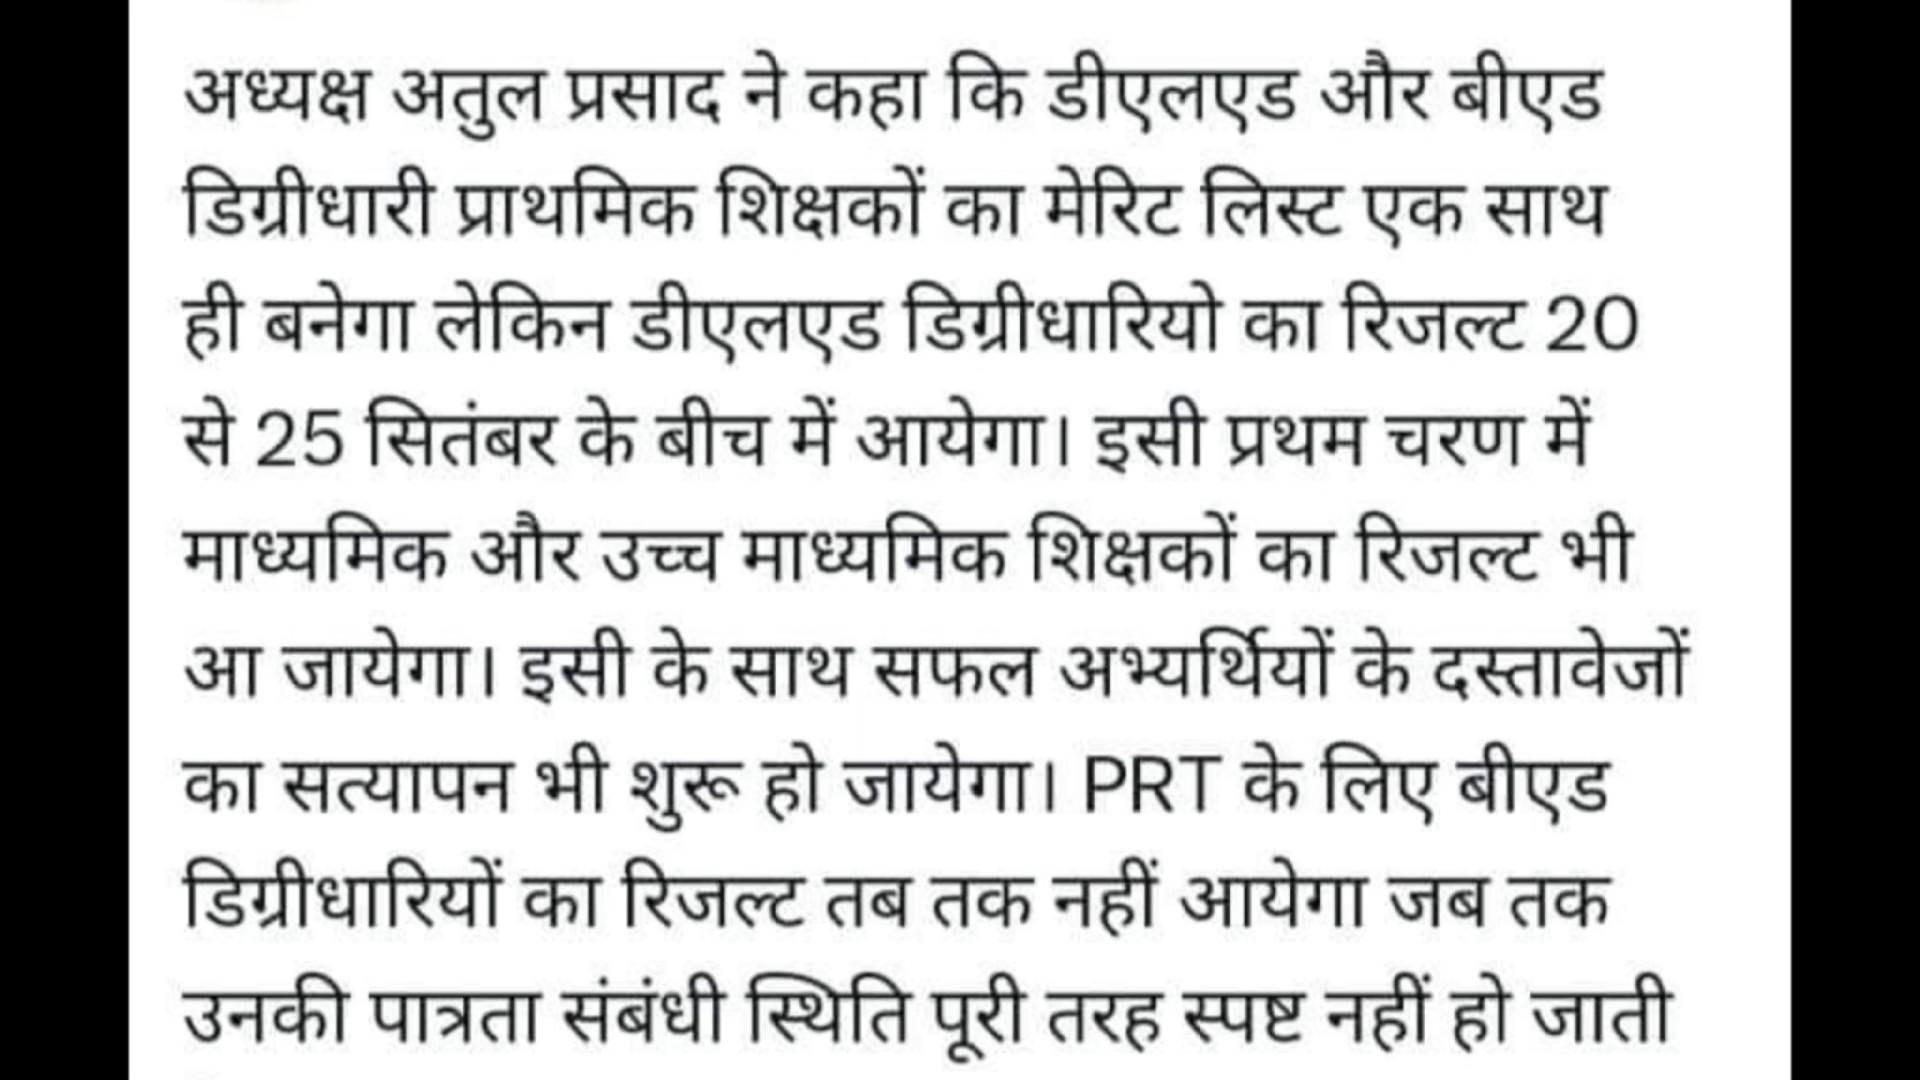 अध्यक्ष अतुल प्रसाद ने कहा कि डीएलएड और बीएड
डिग्रीधारी प्राथमिक शिक्षकों का मेरिट लिस्ट एक साथ
ही बनेगा लेकिन डीएलएड डिग्रीधारियो का रिजल्ट 20
से 25 सितंबर के बीच में आयेगा। इसी प्रथम चरण में
माध्यमिक और उच्च माध्यमिक शिक्षकों का रिजल्ट भी
आ जायेगा। इसी के साथ सफल अभ्यर्थियों के दस्तावेजों
का सत्यापन भी शुरू हो जायेगा। PRT के लिए बीएड
डिग्रीधारियों का रिजल्ट तब तक नहीं आयेगा जब तक
उनकी पात्रता संबंधी स्थिति पूरी तरह स्पष्ट नहीं हो जाती